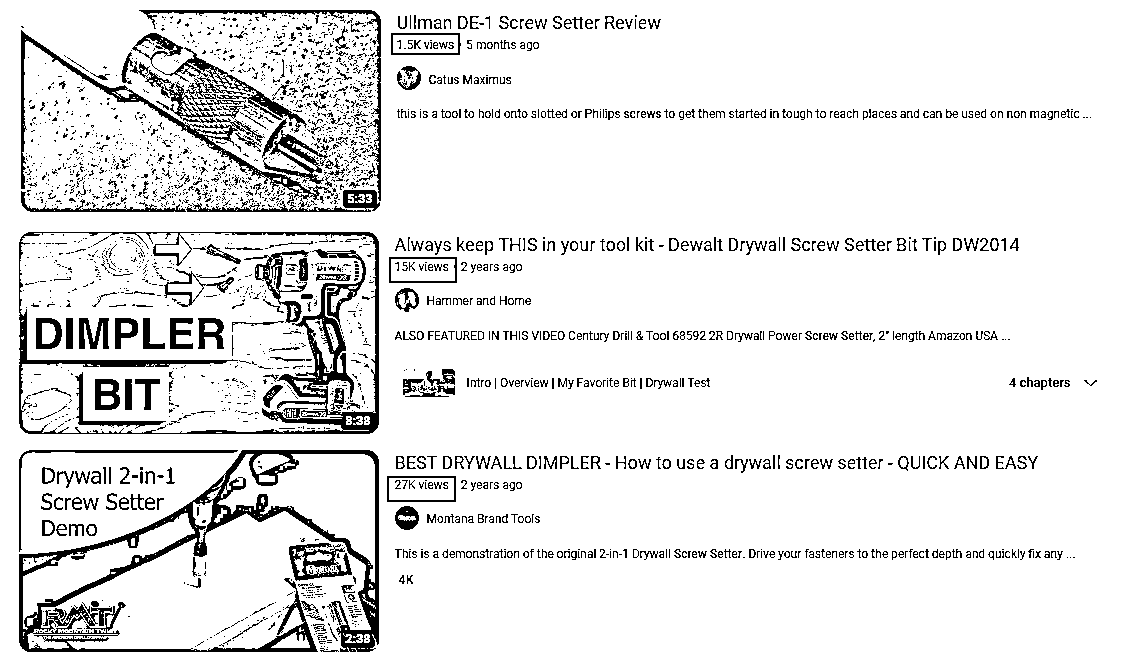 Ullman DE-1 Screw Setter Review
1.5K views 5 months ago
Catus Maximus
this is a tool to hold onto slotted or Philips screws to get them started in tough to reach places and can be used on non magnetic ...
5:33
Always keep THIS in your tool kit - Dewalt Drywall Screw Setter Bit Tip DW2014
15K views 2 years ago
Hammer and Home
ALSO FEATURED IN THIS VIDEO Century Drill & Tool 68592 2R Drywall Power Screw Setter, 2" length Amazon USA ...
Intro | Overview | My Favorite Bit | Drywall Test
4 chapters
DIMPLER
BIT
8:38
BEST DRYWALL DIMPLER - How to use a drywall screw setter - QUICK AND EASY
27K views 2 years ago
Montana Brand Tools
This is a demonstration of the original 2-in-1 Drywall Screw Setter. Drive your fasteners to the perfect depth and quickly fix any ...
4K
Drywall 2-in-1
Screw Setter
Demo
RMT
2:38